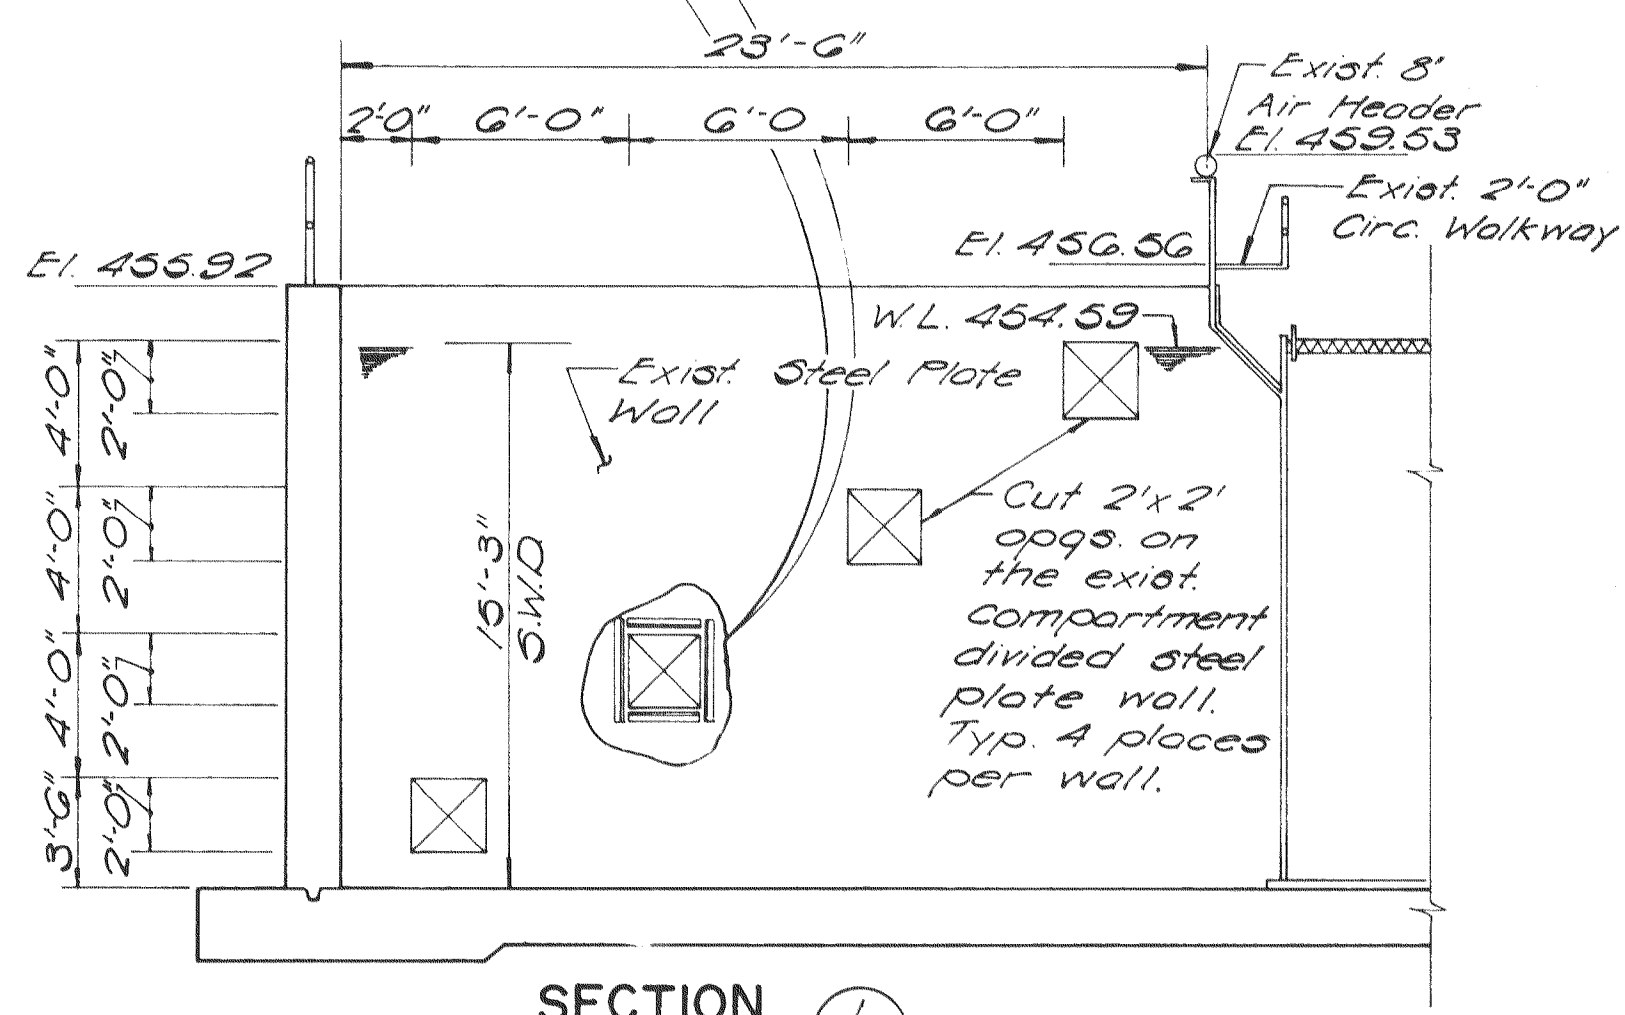 23'-6"
2'-0"
6'-0"
6'-0
6'-0"
Exist. 8"
Air Header
El. 459.53
Exist. 2'-0"
Circ. Walkway
El. 455.92
El. 456.56
W.L. 454.59
Exist. Steel Plate
Wall
4'-0"
2'-0"
4'-0"
2'-0"
4'-0"
2'-0"
3'-6"
2'-0"
15'-3"
S.W.D.
Cut 2'x2'
opgs. on
the exist.
compartment
divided steel
plate wall.
Typ. 4 places
per wall.
SECTION
1